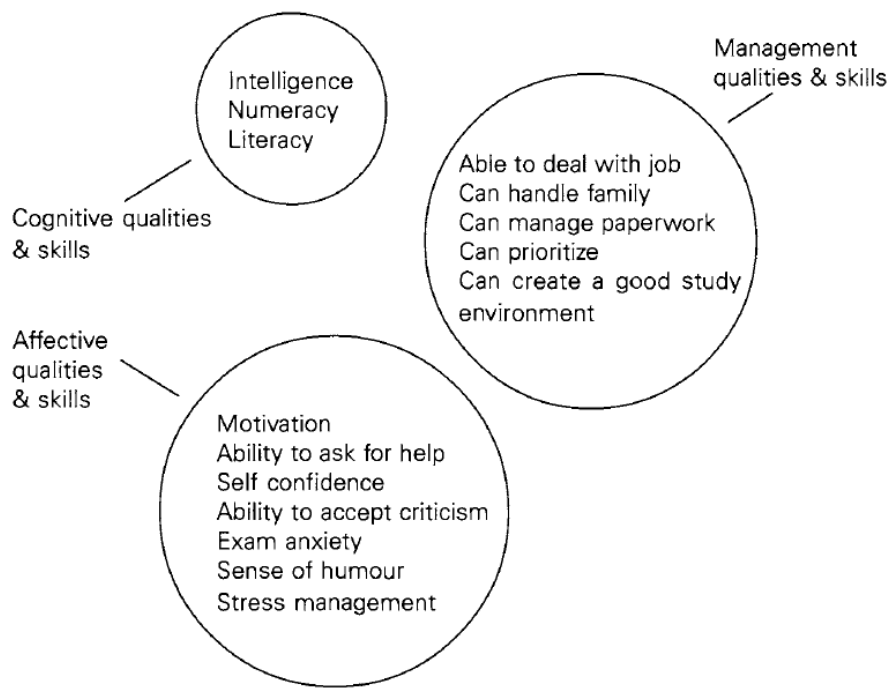 Intelligence
Numeracy
Literacy
Cognitive qualities
& skills
Management
qualities & skills
Able to deal with job
Can handle family
Can manage paperwork
Can prioritize
Can create a good study
environment
Affective
qualities
& skills
Motivation
Ability to ask for help
Self confidence
Ability to accept criticism
Exam anxiety
Sense of humour
Stress management